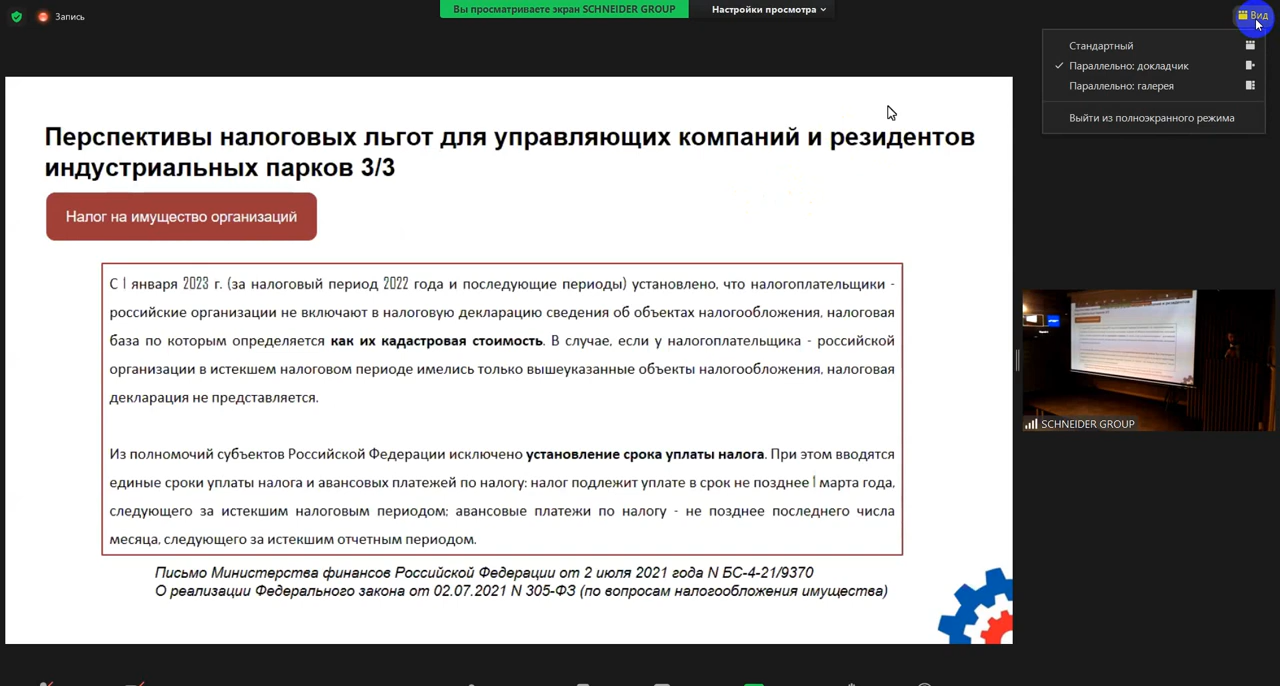 Запись
Вы просматриваете экран SCHNEIDER GROUP
Настройки просмотра
Вид
Стандартный
Параллельно: докладчик
Параллельно: галерея
Выйти из полноэкранного режима
Перспективы налоговых льгот для управляющих компаний и резидентов
индустриальных парков 3/3
Налог на имущество организаций
С 1 января 2023 г. (за налоговый период 2022 года и последующие периоды) установлено, что налогоплательщики -
российские организации не включают в налоговую декларацию сведения об объектах налогообложения, налоговая
база по которым определяется как их кадастровая стоимость. В случае, если у налогоплательщика - российской
организации в истекшем налоговом периоде имелись только вышеуказанные объекты налогообложения, налоговая
декларация не представляется.
Из полномочий субъектов Российской Федерации исключено установление срока уплаты налога. При этом вводятся
единые сроки уплаты налога и авансовых платежей по налогу: налог подлежит уплате в срок не позднее 1 марта года,
следующего за истекшим налоговым периодом; авансовые платежи по налогу - не позднее последнего числа
месяца, следующего за истекшим отчетным периодом.
Письмо Министерства финансов Российской Федерации от 2 июля 2021 года N БС-4-21/9370
О реализации Федерального закона от 02.07.2021 N 305-ФЗ (по вопросам налогообложения имущества)
SCHNEIDER GROUP